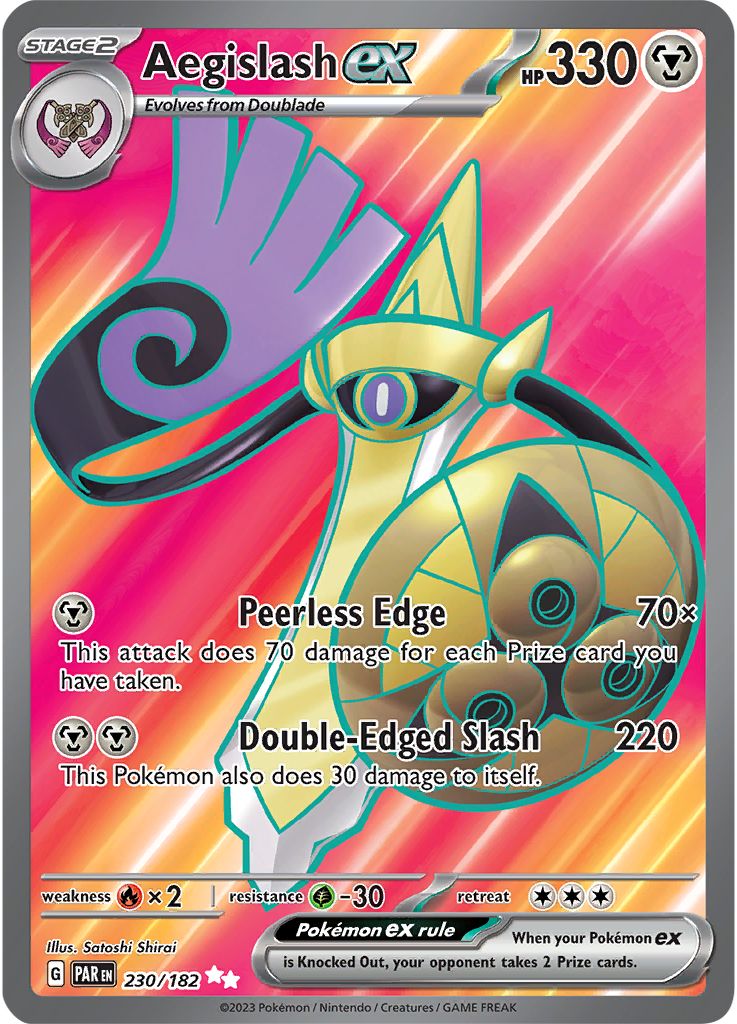 STAGE2
Aegislash ex
HP 330
Evolves from Doublade
Peerless Edge 70×
This attack does 70 damage for each Prize card you
have taken.
Double-Edged Slash 220
This Pokémon also does 30 damage to itself.
weakness ×2 resistance -30 retreat
Pokémon ex rule When your Pokémon ex
is Knocked Out, your opponent takes 2 Prize cards.
Illus. Satoshi Shirai
G PAR EN 230/182
©2023 Pokémon / Nintendo / Creatures / GAME FREAK